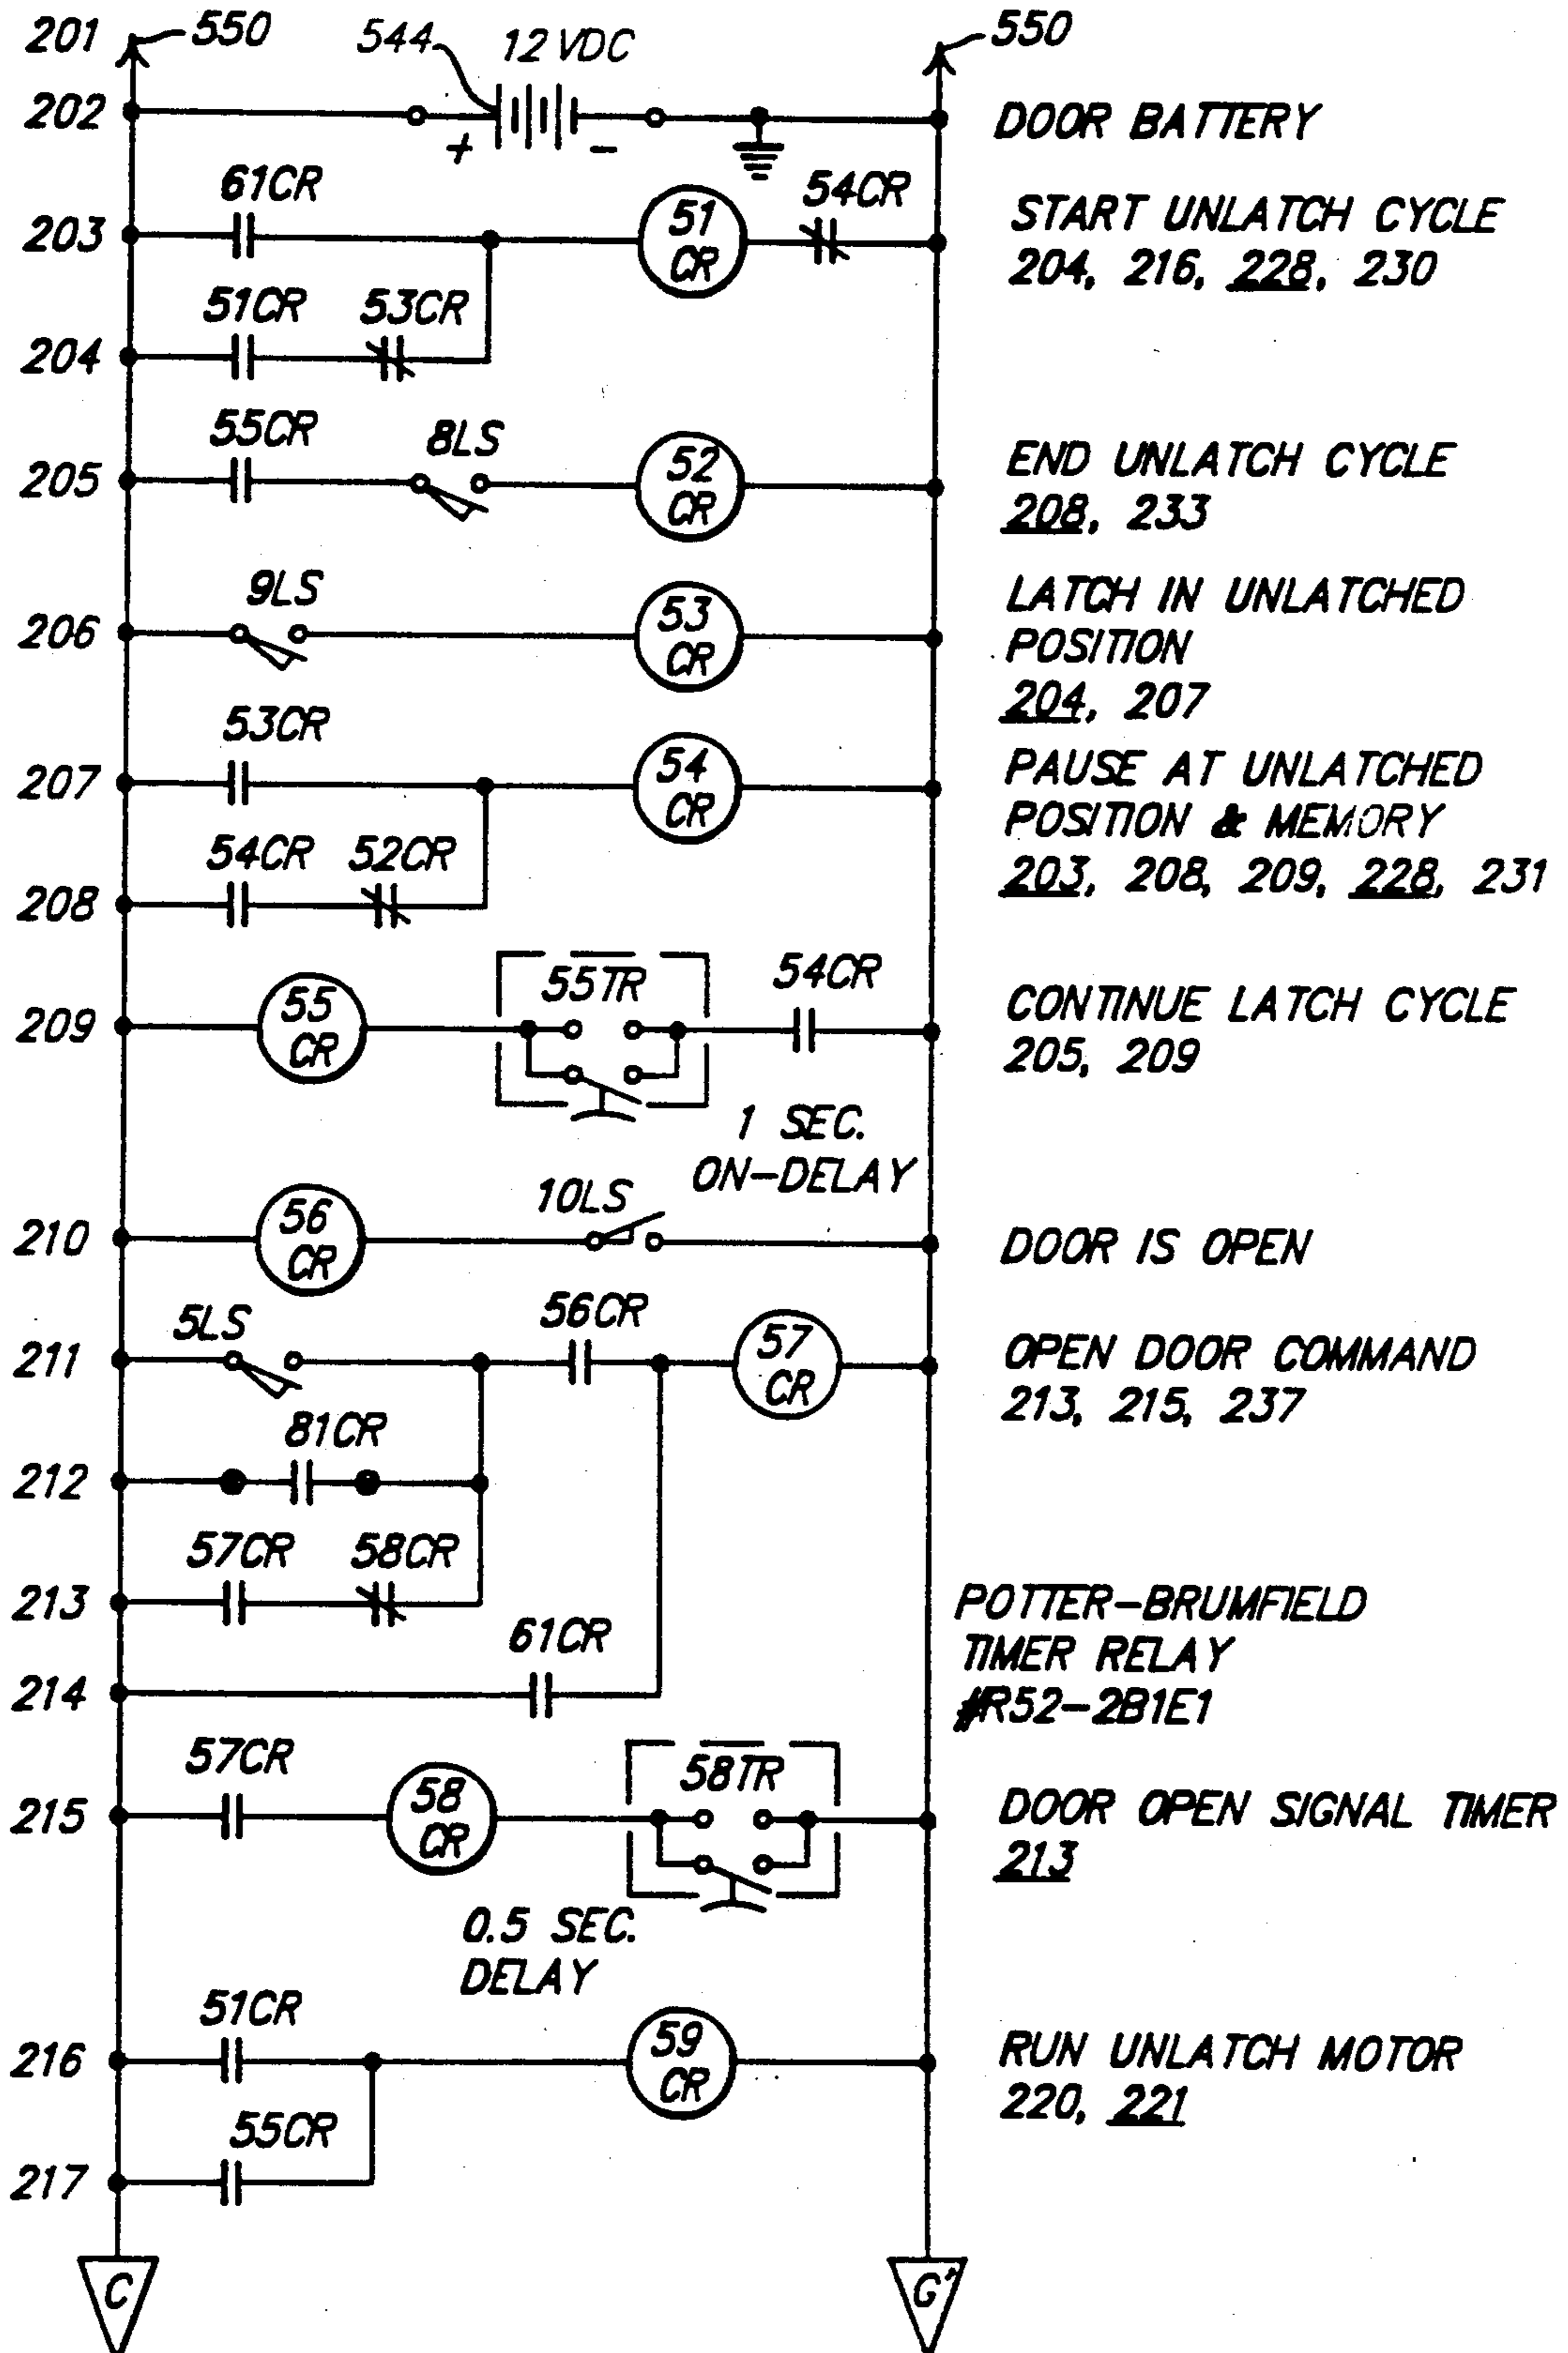 201 550 544 12 VDC 550
202 + - DOOR BATTERY
61CR 51 CR 54CR
203 START UNLATCH CYCLE
204, 216, 228, 230
51CR 53CR
204
55CR 8LS 52 CR
205 END UNLATCH CYCLE
208, 233
9LS 53 CR
206 LATCH IN UNLATCHED
POSITION
204, 207
53CR 54 CR
207 PAUSE AT UNLATCHED
POSITION & MEMORY
203, 208, 209, 228, 231
54CR 52CR
208
55 CR 55TR 54CR
209 CONTINUE LATCH CYCLE
205, 209
1 SEC.
ON-DELAY
56 CR 10LS
210 DOOR IS OPEN
5LS 56CR 57 CR
211 OPEN DOOR COMMAND
213, 215, 237
81CR
212
57CR 58CR
213 POTTER-BRUMFIELD
TIMER RELAY
#R52-2B1E1
61CR
214
57CR 58 CR 58TR
215 DOOR OPEN SIGNAL TIMER
213
0.5 SEC.
DELAY
51CR 59 CR
216 RUN UNLATCH MOTOR
220, 221
55CR
217
C G'